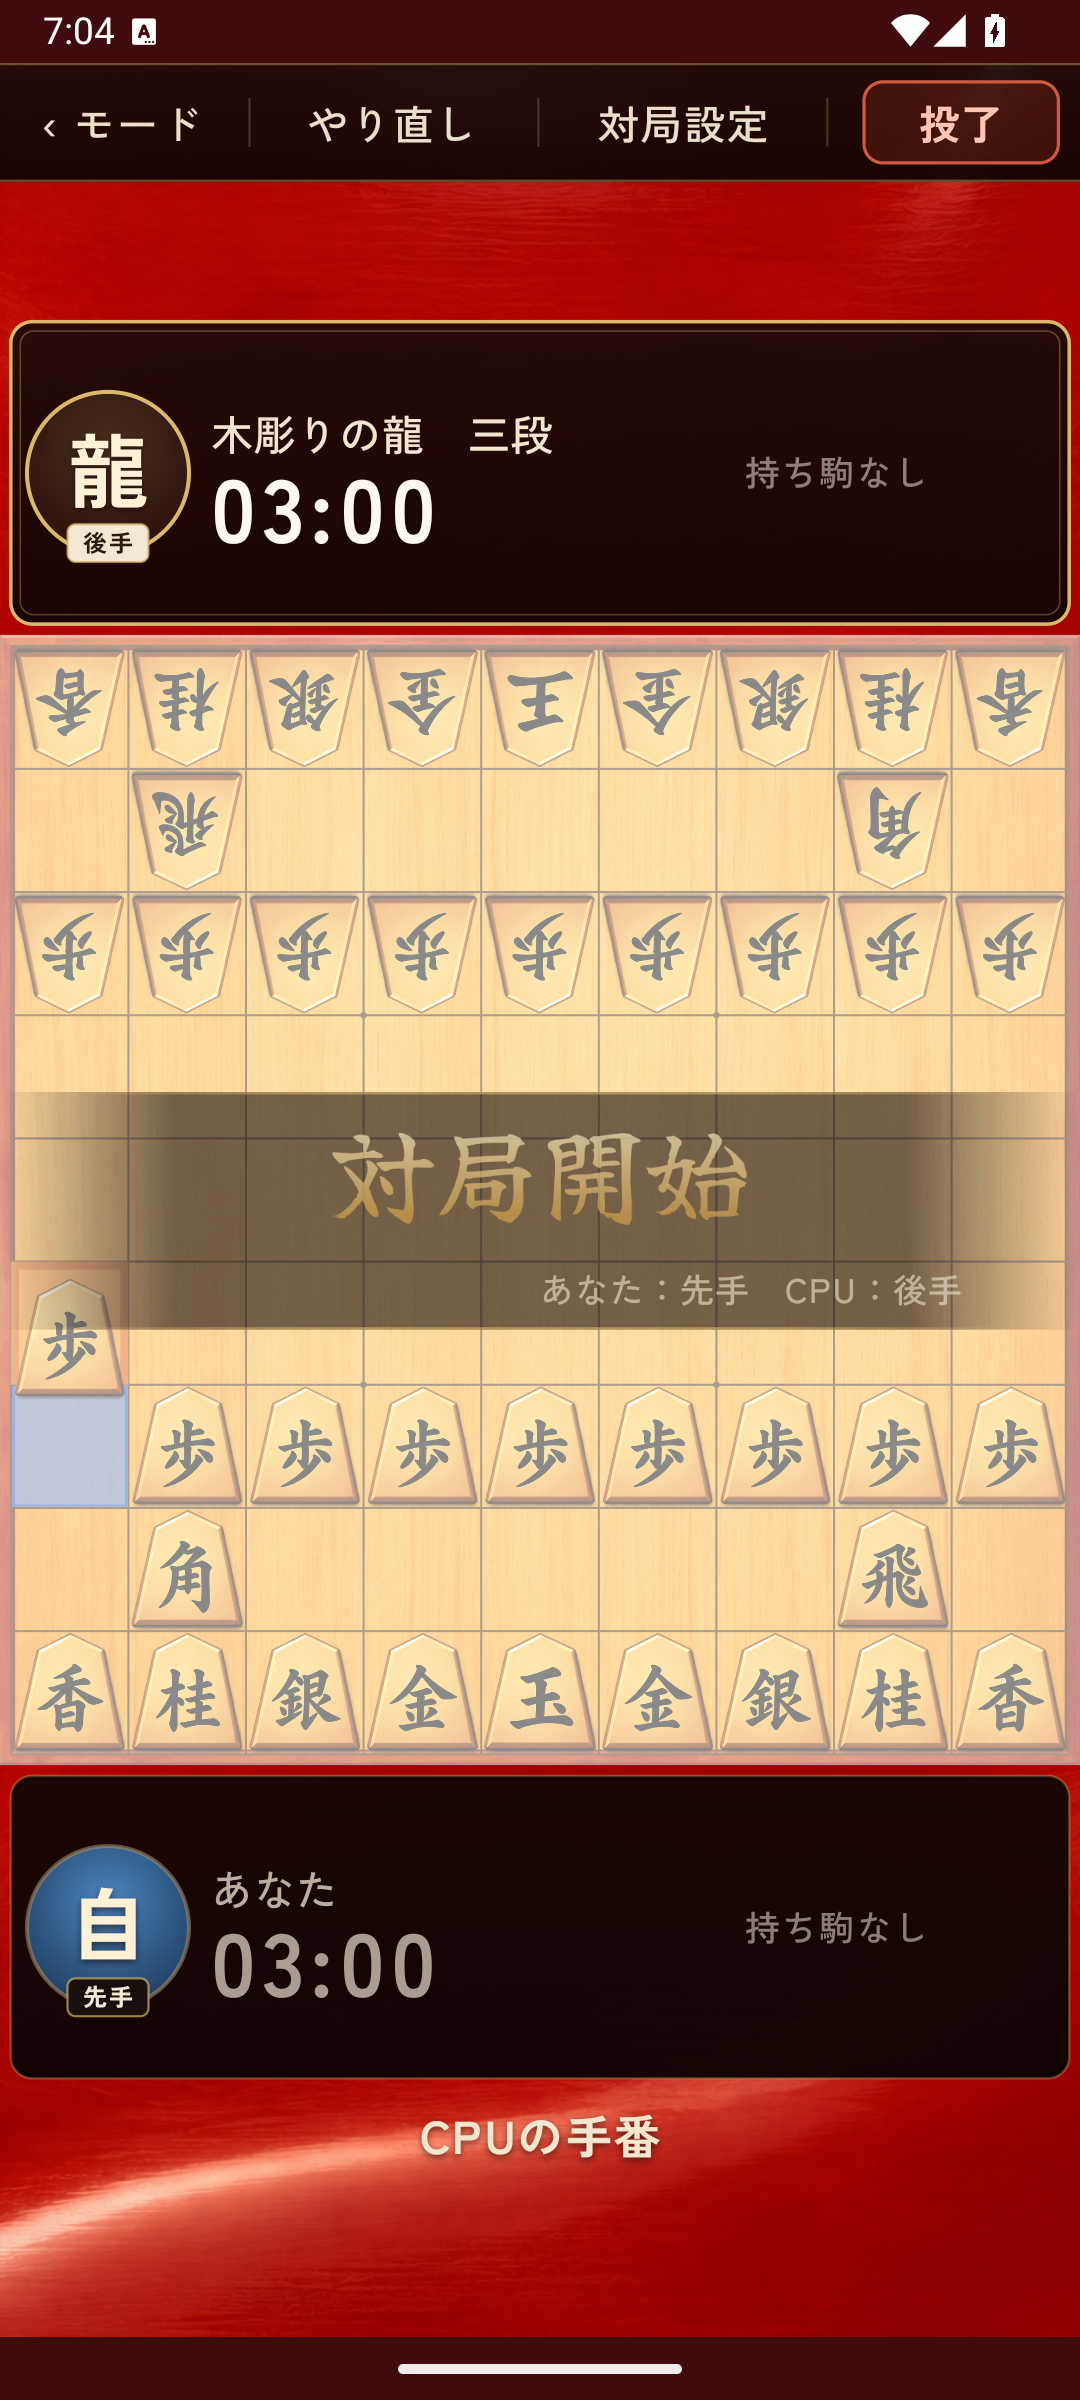 7:04
‹ モード やり直し 対局設定 投了
龍
後手
木彫りの龍 三段
03:00
持ち駒なし
香 桂 銀 金 王 金 銀 桂 香
飛 角
歩 歩 歩 歩 歩 歩 歩 歩 歩
対局開始
あなた：先手 CPU：後手
歩
歩 歩 歩 歩 歩 歩 歩 歩
角 飛
香 桂 銀 金 玉 金 銀 桂 香
自
先手
あなた
03:00
持ち駒なし
CPUの手番